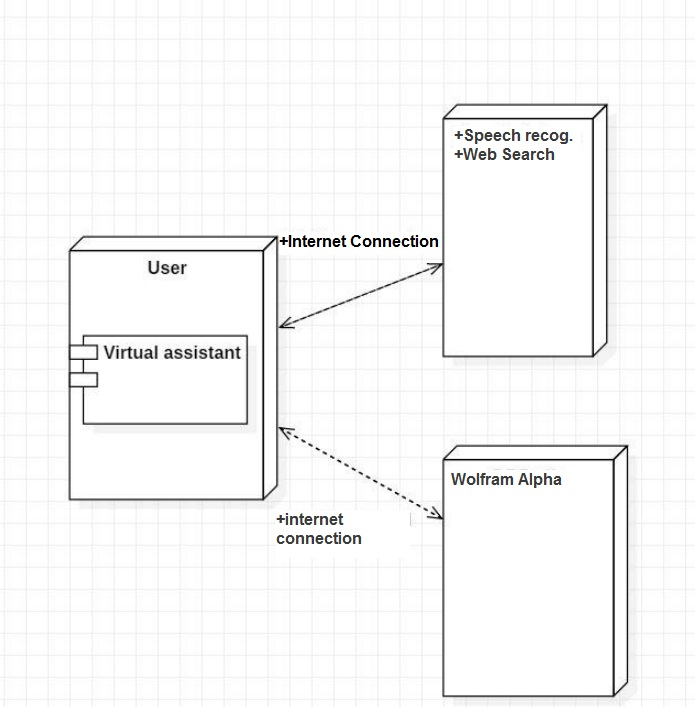 +Speech recog.
+Web Search
+Internet Connection
User
Virtual assistant
Wolfram Alpha
+internet
connection